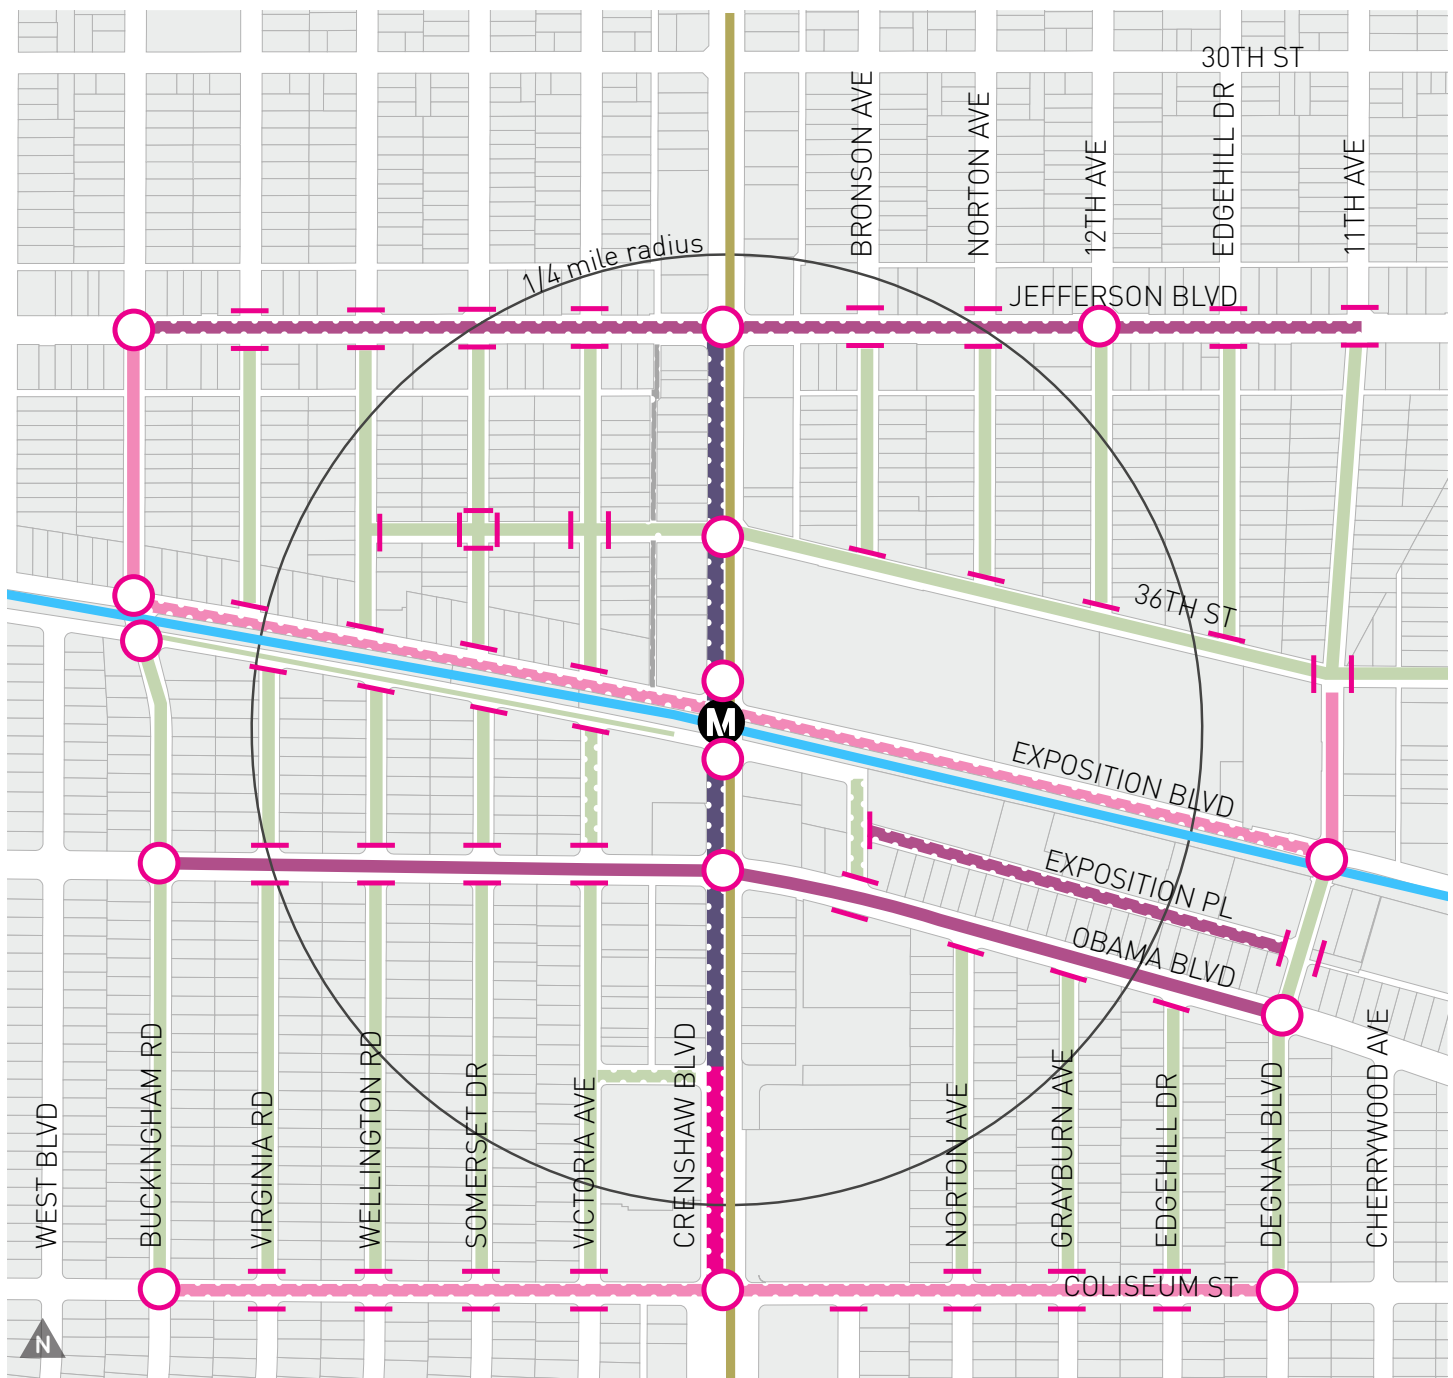 30TH ST
BRONSON AVE
NORTON AVE
12TH AVE
EDGEHILL DR
11TH AVE
1/4 mile radius
JEFFERSON BLVD
36TH ST
M
EXPOSITION BLVD
EXPOSITION PL
OBAMA BLVD
WEST BLVD
BUCKINGHAM RD
VIRGINIA RD
WELLINGTON RD
SOMERSET DR
VICTORIA AVE
CRENSHAW BLVD
NORTON AVE
GRAYBURN AVE
EDGEHILL DR
DEGNAN BLVD
CHERRYWOOD AVE
COLISEUM ST
N